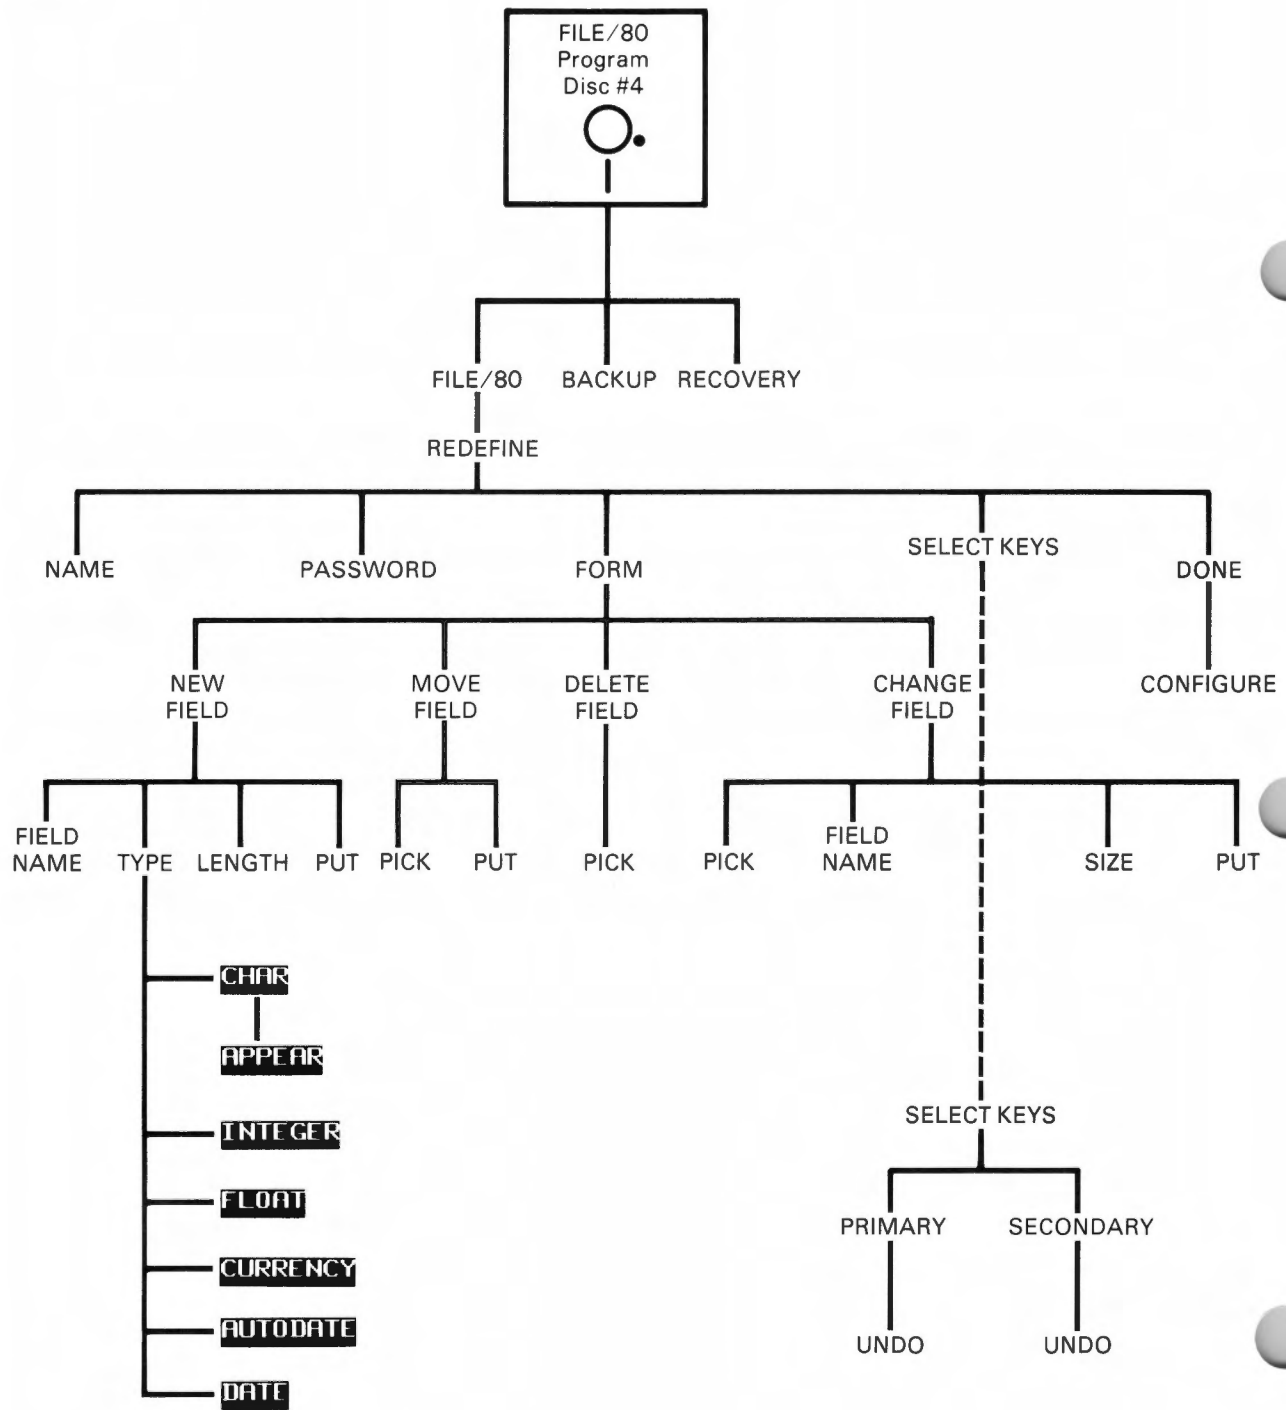 FILE/80
Program
Disc #4
FILE/80 BACKUP RECOVERY
REDEFINE
NAME PASSWORD FORM SELECT KEYS DONE
NEW FIELD
MOVE FIELD
DELETE FIELD
CHANGE FIELD
CONFIGURE
FIELD NAME
TYPE LENGTH PUT PICK PUT PICK PICK
FIELD NAME
SIZE PUT
CHAR
APPEAR
INTEGER
FLOAT
CURRENCY
AUTODATE
DATE
SELECT KEYS
PRIMARY SECONDARY
UNDO UNDO